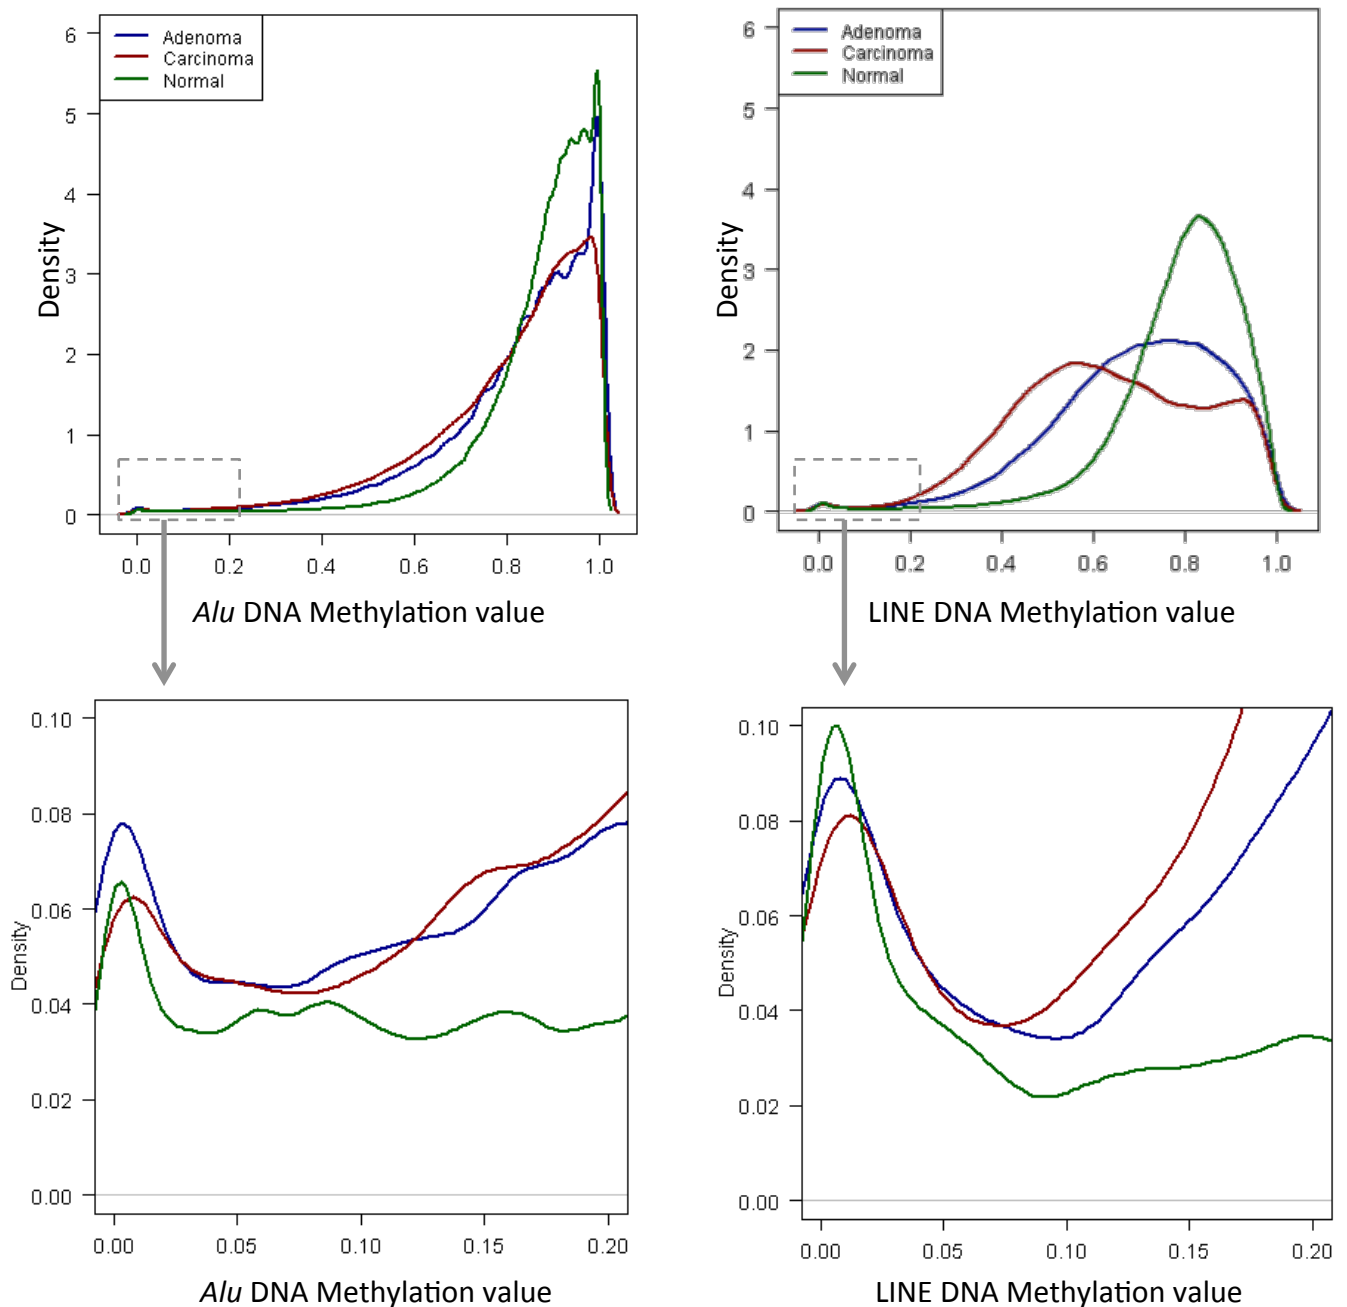 Adenoma
Carcinoma
Normal
6
5
4
3
2
1
0
Density
0.0 0.2 0.4 0.6 0.8 1.0
Alu DNA Methylation value
Adenoma
Carcinoma
Normal
6
5
4
3
2
1
0
Density
0.0 0.2 0.4 0.6 0.8 1.0
LINE DNA Methylation value
0.10
0.08
0.06
0.04
0.02
0.00
Density
0.00 0.05 0.10 0.15 0.20
Alu DNA Methylation value
0.10
0.08
0.06
0.04
0.02
0.00
Density
0.00 0.05 0.10 0.15 0.20
LINE DNA Methylation value